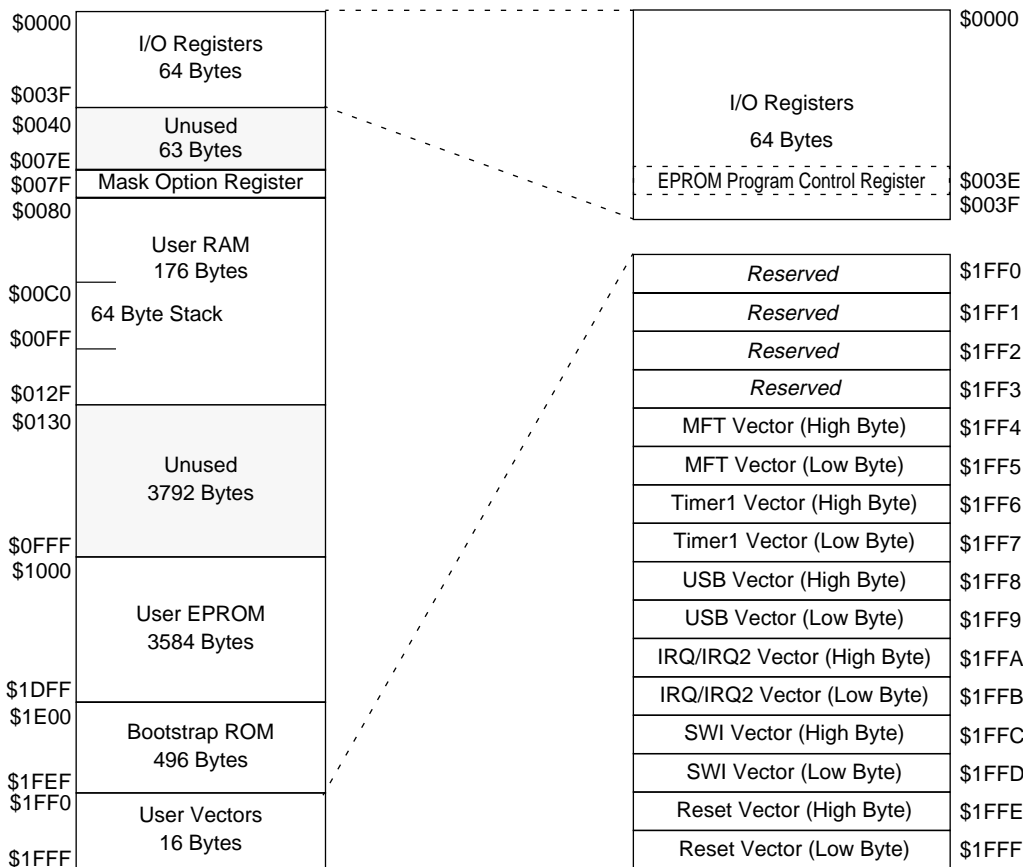 $0000
I/O Registers
64 Bytes
$003F
$0040
Unused
63 Bytes
$007E
$007F
Mask Option Register
$0080
User RAM
176 Bytes
$00C0
64 Byte Stack
$00FF
$012F
$0130
Unused
3792 Bytes
$0FFF
$1000
User EPROM
3584 Bytes
$1DFF
$1E00
Bootstrap ROM
496 Bytes
$1FEF
$1FF0
User Vectors
16 Bytes
$1FFF
$0000
I/O Registers
64 Bytes
EPROM Program Control Register
$003E
$003F
Reserved
$1FF0
Reserved
$1FF1
Reserved
$1FF2
Reserved
$1FF3
MFT Vector (High Byte)
$1FF4
MFT Vector (Low Byte)
$1FF5
Timer1 Vector (High Byte)
$1FF6
Timer1 Vector (Low Byte)
$1FF7
USB Vector (High Byte)
$1FF8
USB Vector (Low Byte)
$1FF9
IRQ/IRQ2 Vector (High Byte)
$1FFA
IRQ/IRQ2 Vector (Low Byte)
$1FFB
SWI Vector (High Byte)
$1FFC
SWI Vector (Low Byte)
$1FFD
Reset Vector (High Byte)
$1FFE
Reset Vector (Low Byte)
$1FFF